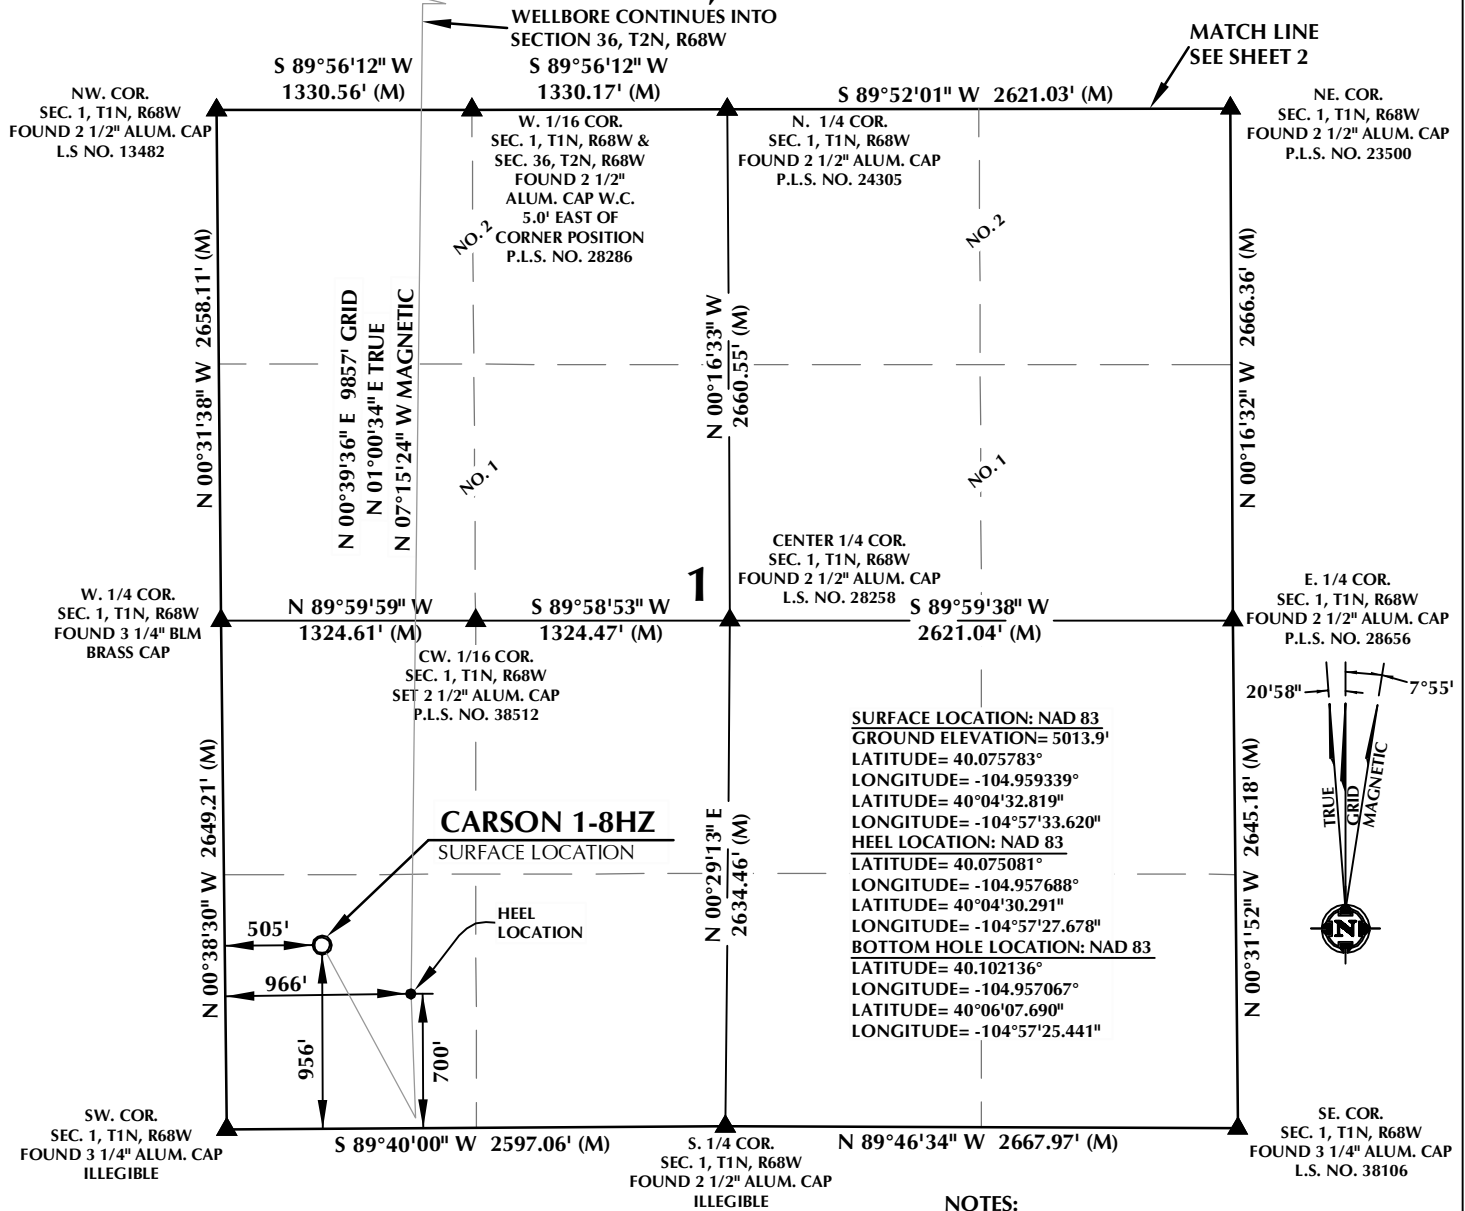 WELLBORE CONTINUES INTO
SECTION 36, T2N, R68W
MATCH LINE
SEE SHEET 2
S 89°56'12" W
1330.56' (M)
S 89°56'12" W
1330.17' (M)
S 89°52'01" W 2621.03' (M)
NW. COR.
SEC. 1, T1N, R68W
FOUND 2 1/2" ALUM. CAP
L.S NO. 13482
W. 1/16 COR.
SEC. 1, T1N, R68W &
SEC. 36, T2N, R68W
FOUND 2 1/2"
ALUM. CAP W.C.
5.0' EAST OF
CORNER POSITION
P.L.S. NO. 28286
N. 1/4 COR.
SEC. 1, T1N, R68W
FOUND 2 1/2" ALUM. CAP
P.L.S. NO. 24305
NE. COR.
SEC. 1, T1N, R68W
FOUND 2 1/2" ALUM. CAP
P.L.S. NO. 23500
NO. 2
NO. 2
N 00°31'38" W 2658.11' (M)
N 00°39'36" E 9857' GRID
N 01°00'34" E TRUE
N 07°15'24" W MAGNETIC
N 00°16'33" W
2660.55' (M)
N 00°16'32" W 2666.36' (M)
NO. 1
NO. 1
CENTER 1/4 COR.
SEC. 1, T1N, R68W
FOUND 2 1/2" ALUM. CAP
L.S. NO. 28258
1
W. 1/4 COR.
SEC. 1, T1N, R68W
FOUND 3 1/4" BLM
BRASS CAP
N 89°59'59" W
1324.61' (M)
S 89°58'53" W
1324.47' (M)
S 89°59'38" W
2621.04' (M)
E. 1/4 COR.
SEC. 1, T1N, R68W
FOUND 2 1/2" ALUM. CAP
P.L.S. NO. 28656
CW. 1/16 COR.
SEC. 1, T1N, R68W
SET 2 1/2" ALUM. CAP
P.L.S. NO. 38512
20'58"
7°55'
TRUE
GRID
MAGNETIC
N
SURFACE LOCATION: NAD 83
GROUND ELEVATION= 5013.9'
LATITUDE= 40.075783°
LONGITUDE= -104.959339°
LATITUDE= 40°04'32.819"
LONGITUDE= -104°57'33.620"
HEEL LOCATION: NAD 83
LATITUDE= 40.075081°
LONGITUDE= -104.957688°
LATITUDE= 40°04'30.291"
LONGITUDE= -104°57'27.678"
BOTTOM HOLE LOCATION: NAD 83
LATITUDE= 40.102136°
LONGITUDE= -104.957067°
LATITUDE= 40°06'07.690"
LONGITUDE= -104°57'25.441"
N 00°38'30" W 2649.21' (M)
CARSON 1-8HZ
SURFACE LOCATION
N 00°29'13" E
2634.46' (M)
N 00°31'52" W 2645.18' (M)
HEEL
LOCATION
505'
966'
956'
700'
SW. COR.
SEC. 1, T1N, R68W
FOUND 3 1/4" ALUM. CAP
ILLEGIBLE
S 89°40'00" W 2597.06' (M)
S. 1/4 COR.
SEC. 1, T1N, R68W
FOUND 2 1/2" ALUM. CAP
ILLEGIBLE
N 89°46'34" W 2667.97' (M)
SE. COR.
SEC. 1, T1N, R68W
FOUND 3 1/4" ALUM. CAP
L.S. NO. 38106
NOTES: